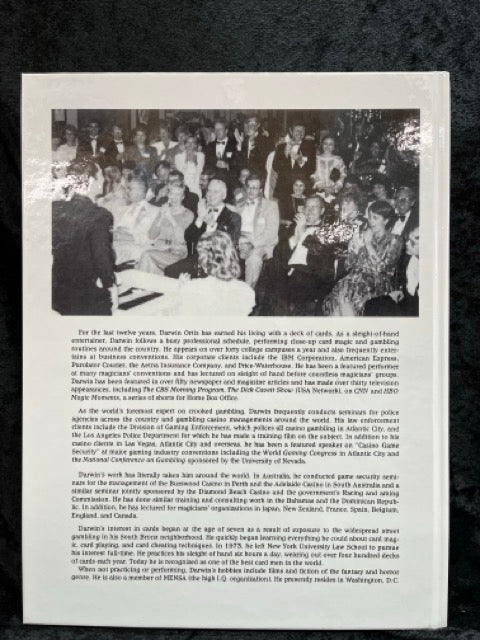 For the last twelve years, Darwin Ortiz has earned his living with a deck of cards. As a sleight-of-hand
entertainer, Darwin follows a busy professional schedule, performing close-up card magic and gambling
routines around the country. He appears on over forty college campuses a year and also frequently enter-
tains at business conventions. His corporate clients include the IBM Corporation, American Express,
Purolator Courier, the Aetna Insurance Company, and Price-Waterhouse. He has been a featured performer
at many magicians' conventions and has lectured on sleight of hand before countless magicians' groups.
Darwin has been featured in over fifty newspaper and magazine articles and has made over thirty television
appearances, including The CBS Morning Program, The Dick Cavett Show (USA Network), on CNN and HBO
Magic Moments, a series of shorts for Home Box Office.
As the world's foremost expert on crooked gambling, Darwin frequently conducts seminars for police
agencies across the country and gambling casino managements around the world. His law enforcement
clients include the Division of Gaming Enforcement, which polices all casino gambling in Atlantic City, and
the Los Angeles Police Department for which he has made a training film on the subject. In addition to his
casino clients in Las Vegas, Atlantic City and overseas, he has been a featured speaker on "Casino Game
Security" at major gaming industry conventions including the World Gaming Congress in Atlantic City and
the National Conference on Gambling sponsored by the University of Nevada.
Darwin's work has literally taken him around the world. In Australia, he conducted game security semi-
nars for the management of the Burswood Casino in Perth and the Adelaide Casino in South Australia and a
similar seminar jointly sponsored by the Diamond Beach Casino and the government's Racing and Gaming
Commission. He has done similar training and consulting work in the Bahamas and the Dominican Repub-
lic. In addition, he has lectured for magicians' organizations in Japan, New Zealand, France, Spain, Belgium,
England, and Canada.
Darwin's interest in cards began at the age of seven as a result of exposure to the widespread street
gambling in his South Bronx neighborhood. He quickly began learning everything he could about card mag-
ic, card playing, and card cheating techniques. In 1973, he left New York University Law School to pursue
his interest full-time. He practices his sleight of hand six hours a day, wearing out over four hundred decks
of cards each year. Today he is recognized as one of the best card men in the world.
When not practicing or performing, Darwin's hobbies include films and fiction of the fantasy and horror
genre. He is also a member of MENSA (the high I.Q. organization). He presently resides in Washington, D.C.